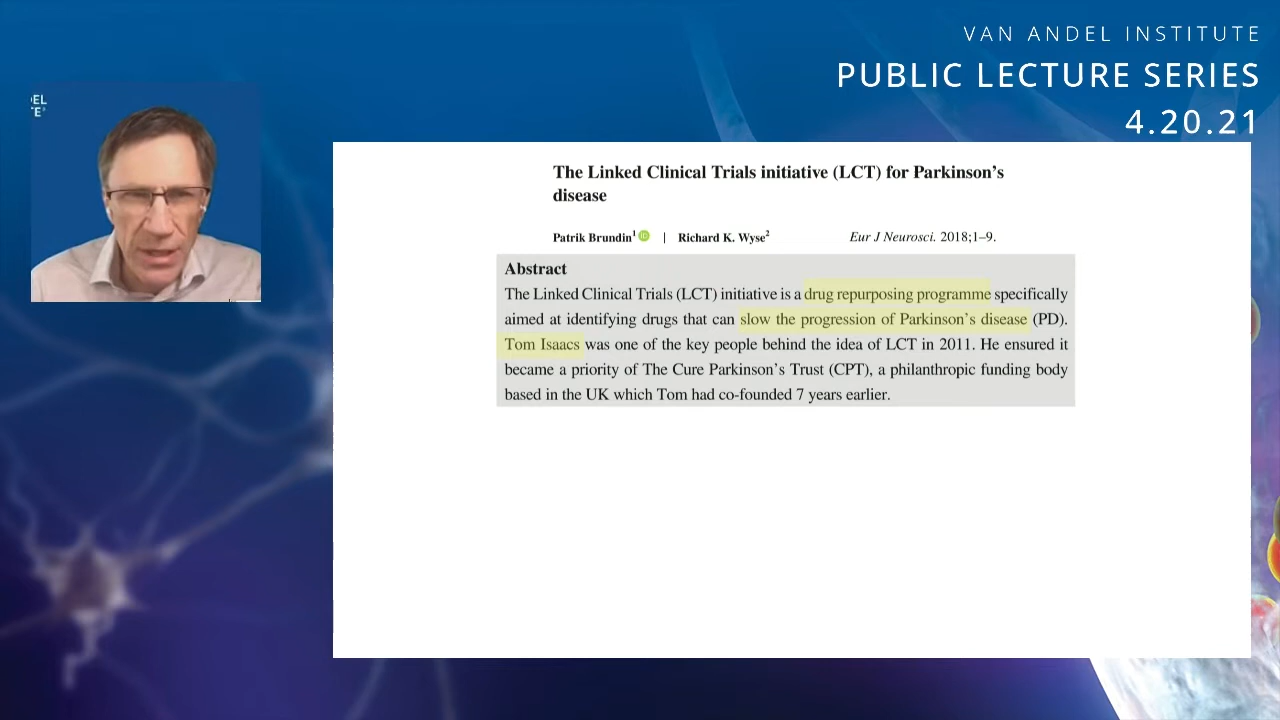 VAN ANDEL INSTITUTE
PUBLIC LECTURE SERIES
4.20.21
The Linked Clinical Trials initiative (LCT) for Parkinson's
disease
Patrik Brundin1 iD | Richard K. Wyse2 Eur J Neurosci. 2018;1–9.
Abstract
The Linked Clinical Trials (LCT) initiative is a drug repurposing programme specifically
aimed at identifying drugs that can slow the progression of Parkinson's disease (PD).
Tom Isaacs was one of the key people behind the idea of LCT in 2011. He ensured it
became a priority of The Cure Parkinson's Trust (CPT), a philanthropic funding body
based in the UK which Tom had co-founded 7 years earlier.